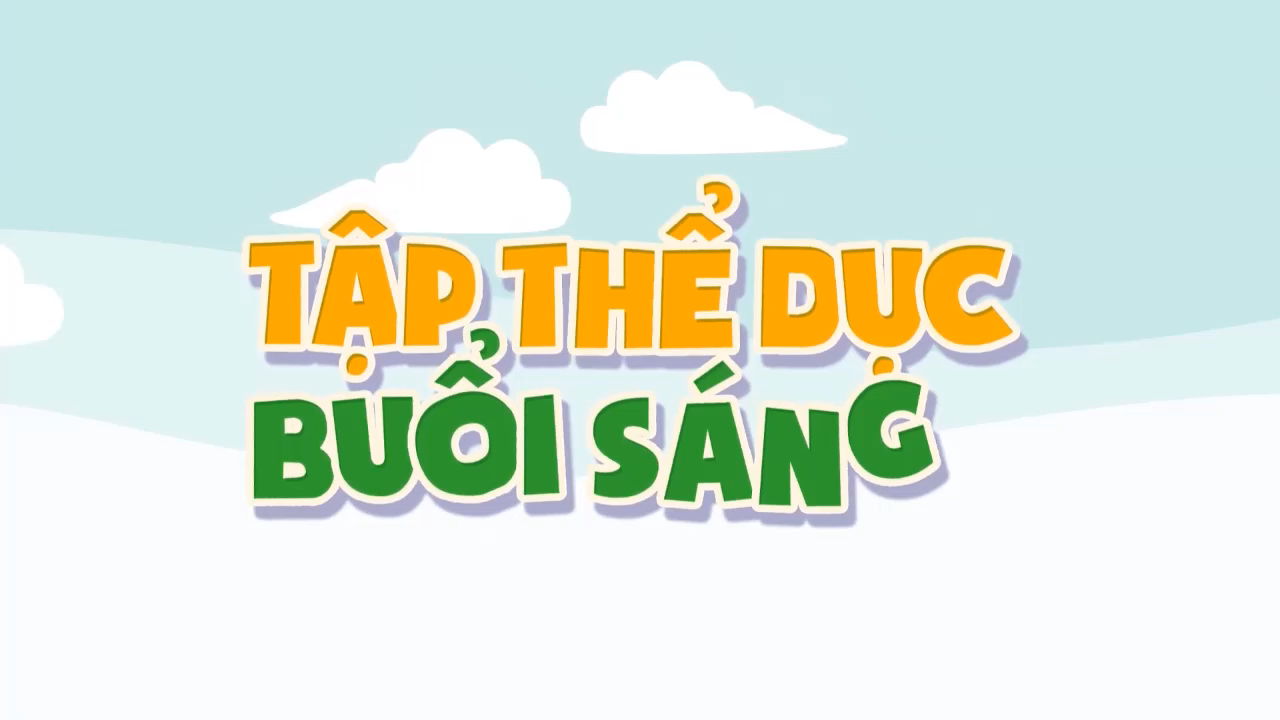 TẬP THỂ DỤC
BUỔI SÁNG